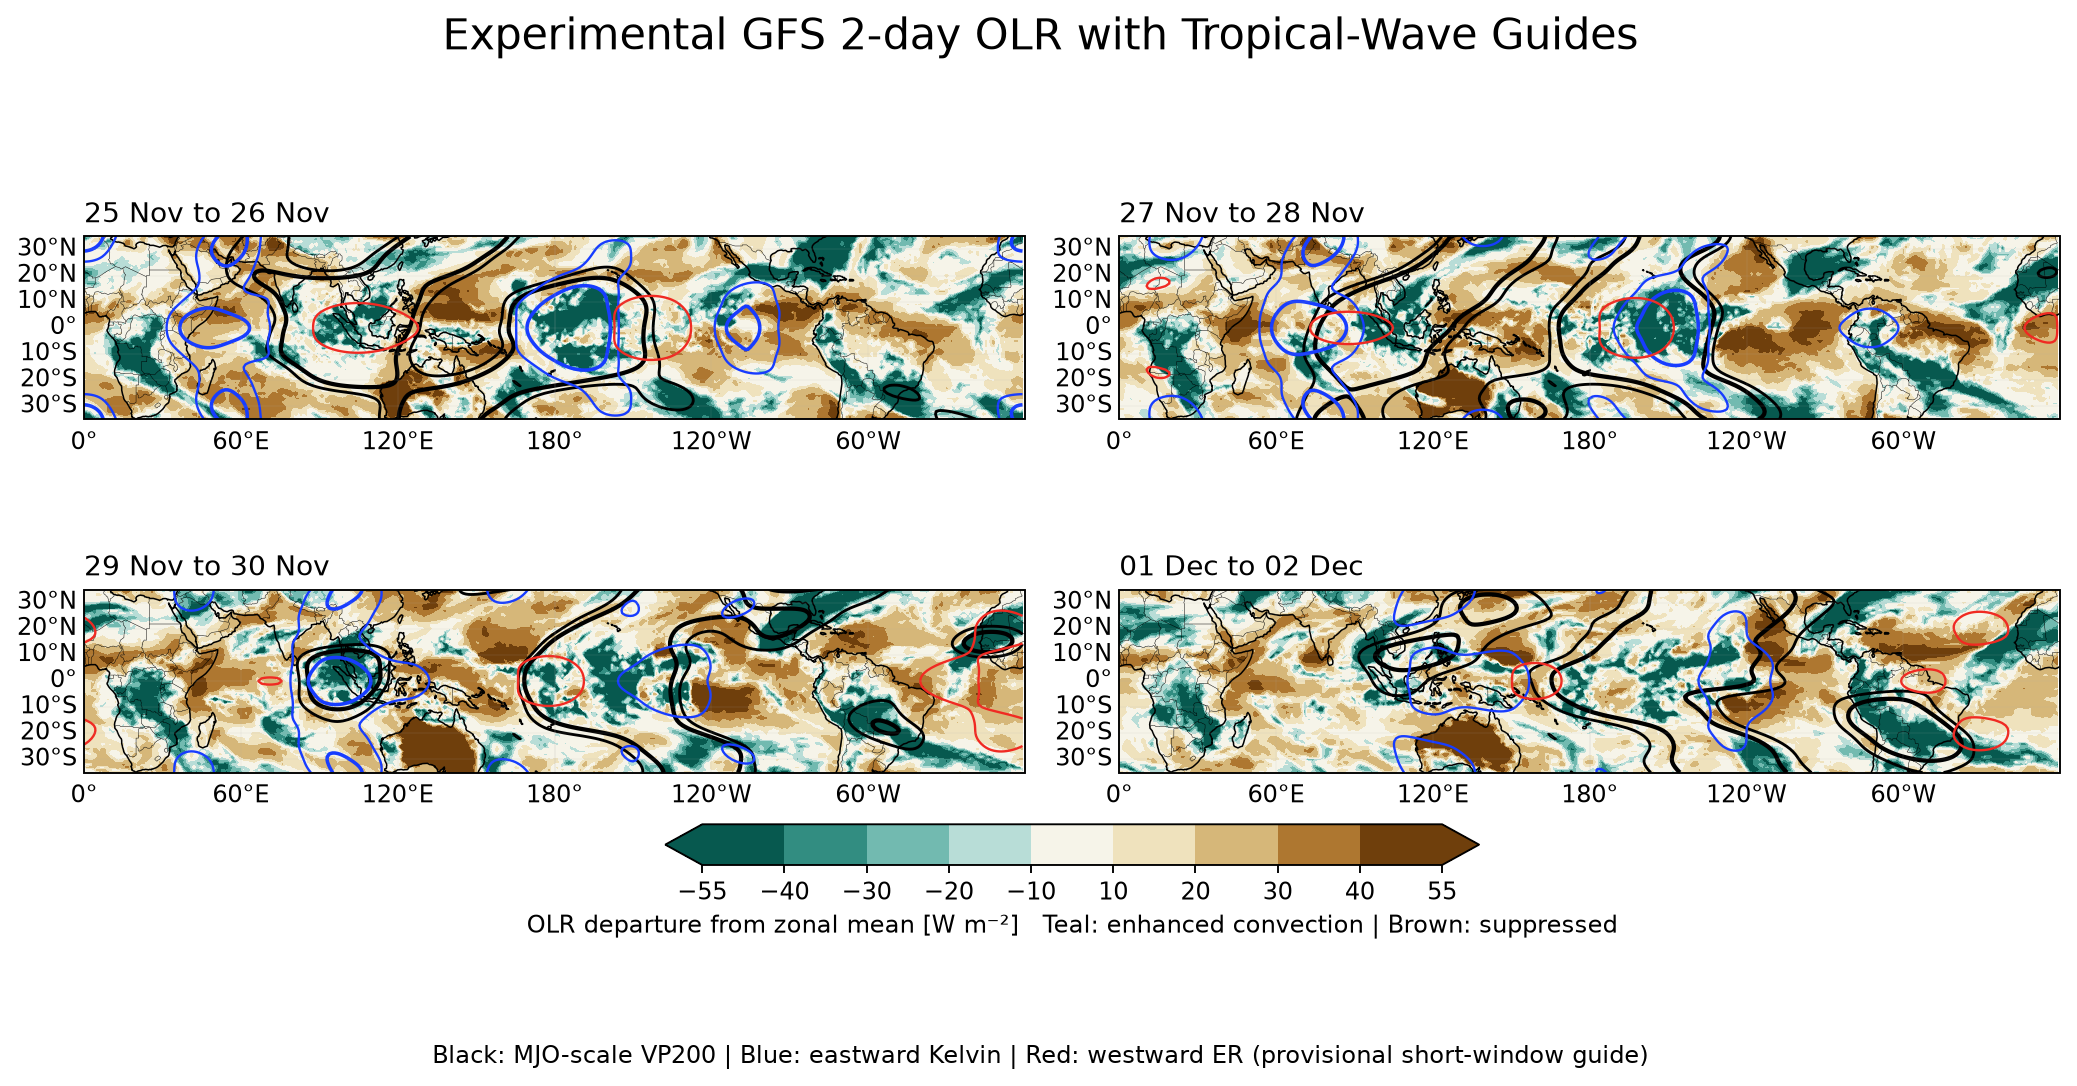 Experimental GFS 2-day OLR with Tropical-Wave Guides
25 Nov to 26 Nov
30°N
20°N
10°N
0°
10°S
20°S
30°S
0° 60°E 120°E 180° 120°W 60°W
27 Nov to 28 Nov
30°N
20°N
10°N
0°
10°S
20°S
30°S
0° 60°E 120°E 180° 120°W 60°W
29 Nov to 30 Nov
30°N
20°N
10°N
0°
10°S
20°S
30°S
0° 60°E 120°E 180° 120°W 60°W
01 Dec to 02 Dec
30°N
20°N
10°N
0°
10°S
20°S
30°S
0° 60°E 120°E 180° 120°W 60°W
−55 −40 −30 −20 −10 10 20 30 40 55
OLR departure from zonal mean [W m⁻²] Teal: enhanced convection | Brown: suppressed
Black: MJO-scale VP200 | Blue: eastward Kelvin | Red: westward ER (provisional short-window guide)